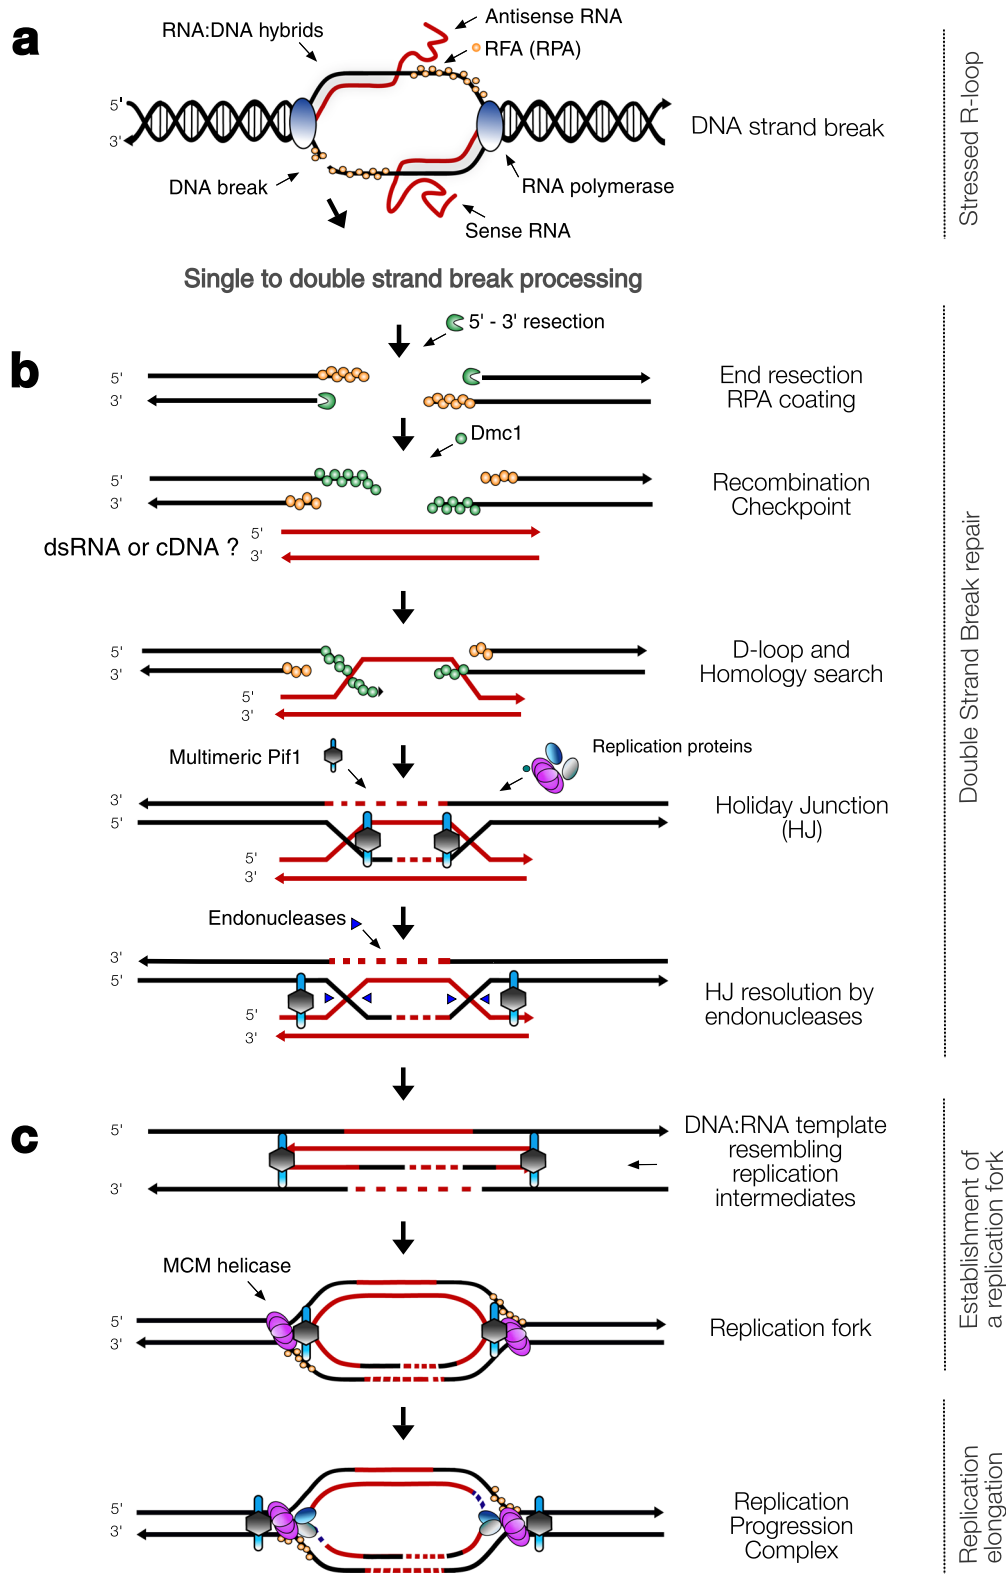 a
RNA:DNA hybrids
Antisense RNA
RFA (RPA)
5'
3'
DNA strand break
DNA break
RNA polymerase
Sense RNA
Stressed R-loop
Single to double strand break processing
b
5' - 3' resection
5'
3'
End resection
RPA coating
Dmc1
5'
3'
Recombination
Checkpoint
dsRNA or cDNA ?
5'
3'
5'
3'
D-loop and
Homology search
5'
3'
Multimeric Pif1
Replication proteins
3'
5'
Holiday Junction
(HJ)
5'
3'
Endonucleases
3'
5'
HJ resolution by
endonucleases
5'
3'
Double Strand Break repair
c
5'
3'
DNA:RNA template
resembling
replication
intermediates
MCM helicase
5'
3'
Replication fork
Establishment of
a replication fork
5'
3'
Replication
Progression
Complex
Replication
elongation